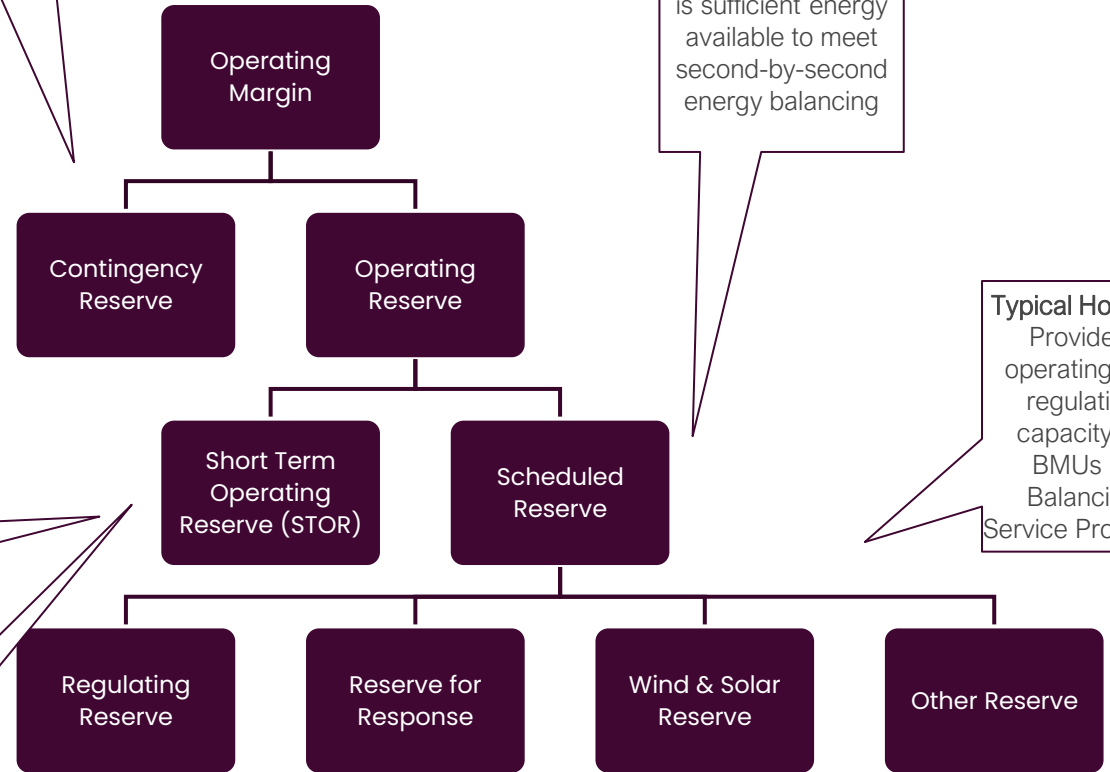 is sufficient energy
available to meet
second-by-second
energy balancing
Operating
Margin
Contingency
Reserve
Operating
Reserve
Typical Ho
Provide
operating
regulati
capacity
BMUs
Balanci
Service Pro
Short Term
Operating
Reserve (STOR)
Scheduled
Reserve
Regulating
Reserve
Reserve for
Response
Wind & Solar
Reserve
Other Reserve